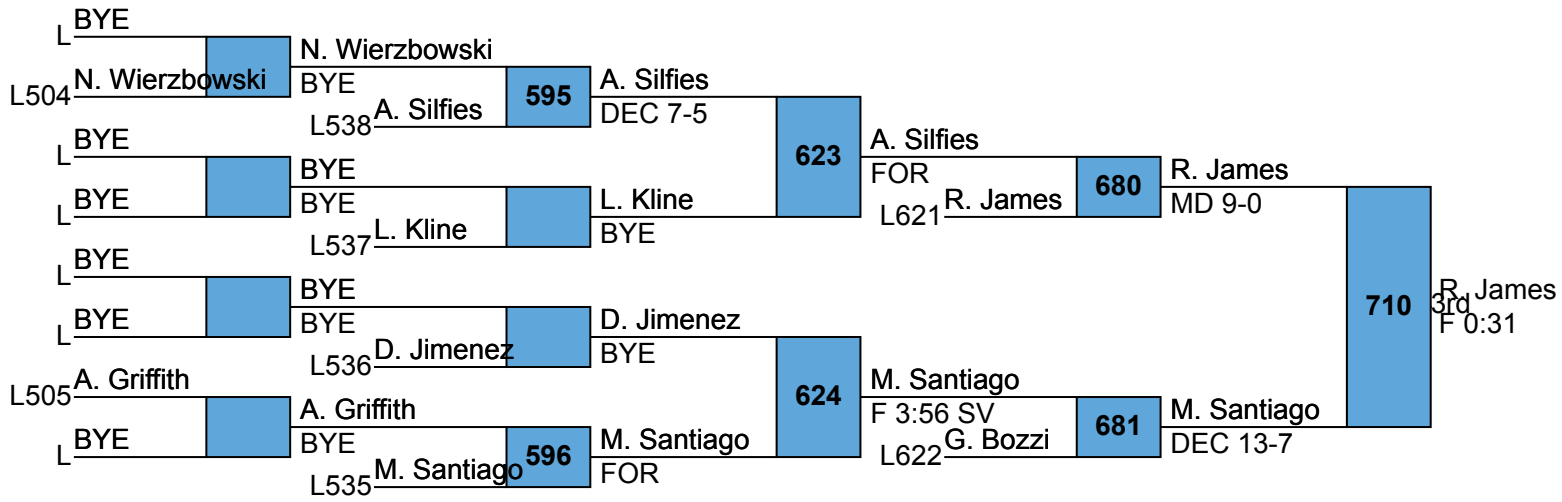 BYE
L
N. Wierzbowski
L504
N. Wierzbowski
BYE
A. Silfies
L538
595
A. Silfies
DEC 7-5
BYE
L
BYE
L
BYE
BYE
L. Kline
L537
L. Kline
BYE
623
A. Silfies
FOR
R. James
L621
680
R. James
MD 9-0
BYE
L
BYE
L
BYE
BYE
D. Jimenez
L536
D. Jimenez
BYE
A. Griffith
L505
BYE
L
A. Griffith
BYE
M. Santiago
L535
596
M. Santiago
FOR
624
M. Santiago
F 3:56 SV
G. Bozzi
L622
681
M. Santiago
DEC 13-7
710
R. James
3rd
F 0:31